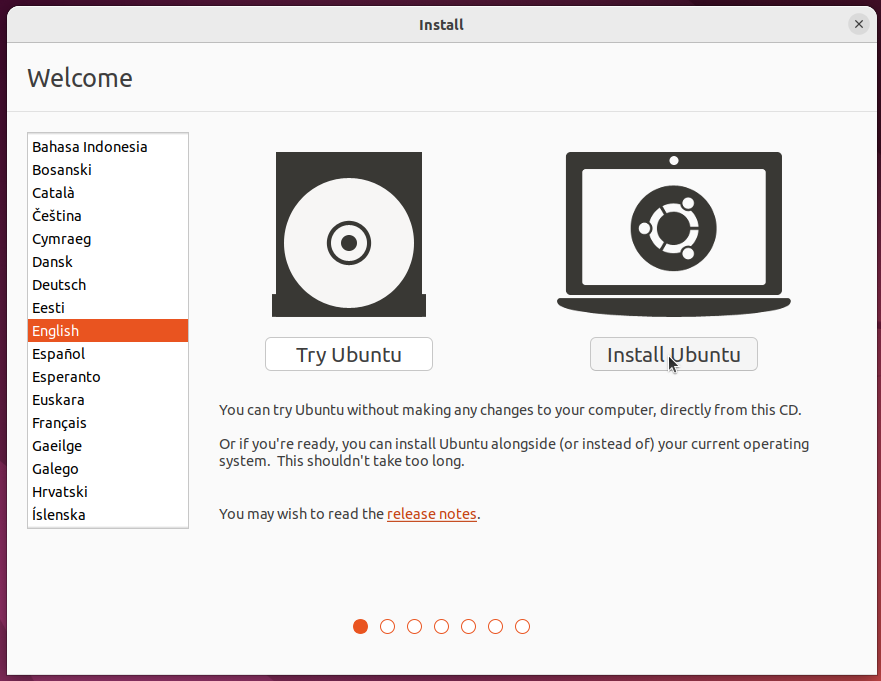 Install
Welcome
Bahasa Indonesia
Bosanski
Català
Čeština
Cymraeg
Dansk
Deutsch
Eesti
English
Español
Esperanto
Euskara
Français
Gaeilge
Galego
Hrvatski
Íslenska
Try Ubuntu
Install Ubuntu
You can try Ubuntu without making any changes to your computer, directly from this CD.
Or if you're ready, you can install Ubuntu alongside (or instead of) your current operating
system.  This shouldn't take too long.
You may wish to read the release notes.